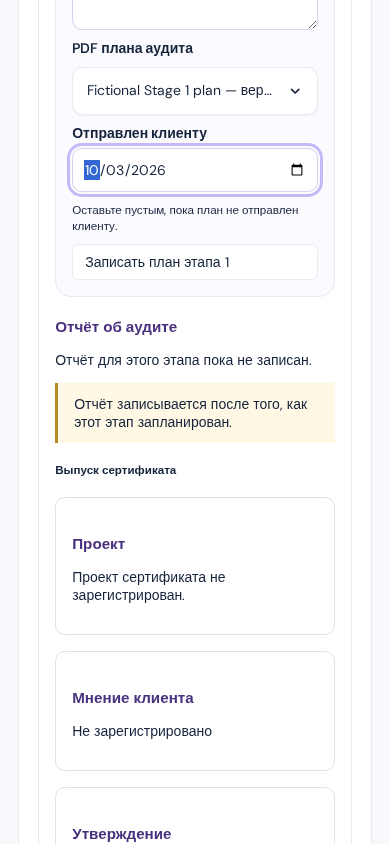 PDF плана аудита
Fictional Stage 1 plan — вер...
Отправлен клиенту
10/03/2026
Оставьте пустым, пока план не отправлен
клиенту.
Записать план этапа 1
Отчёт об аудите
Отчёт для этого этапа пока не записан.
Отчёт записывается после того, как
этот этап запланирован.
Выпуск сертификата
Проект
Проект сертификата не
зарегистрирован.
Мнение клиента
Не зарегистрировано
Утверждение